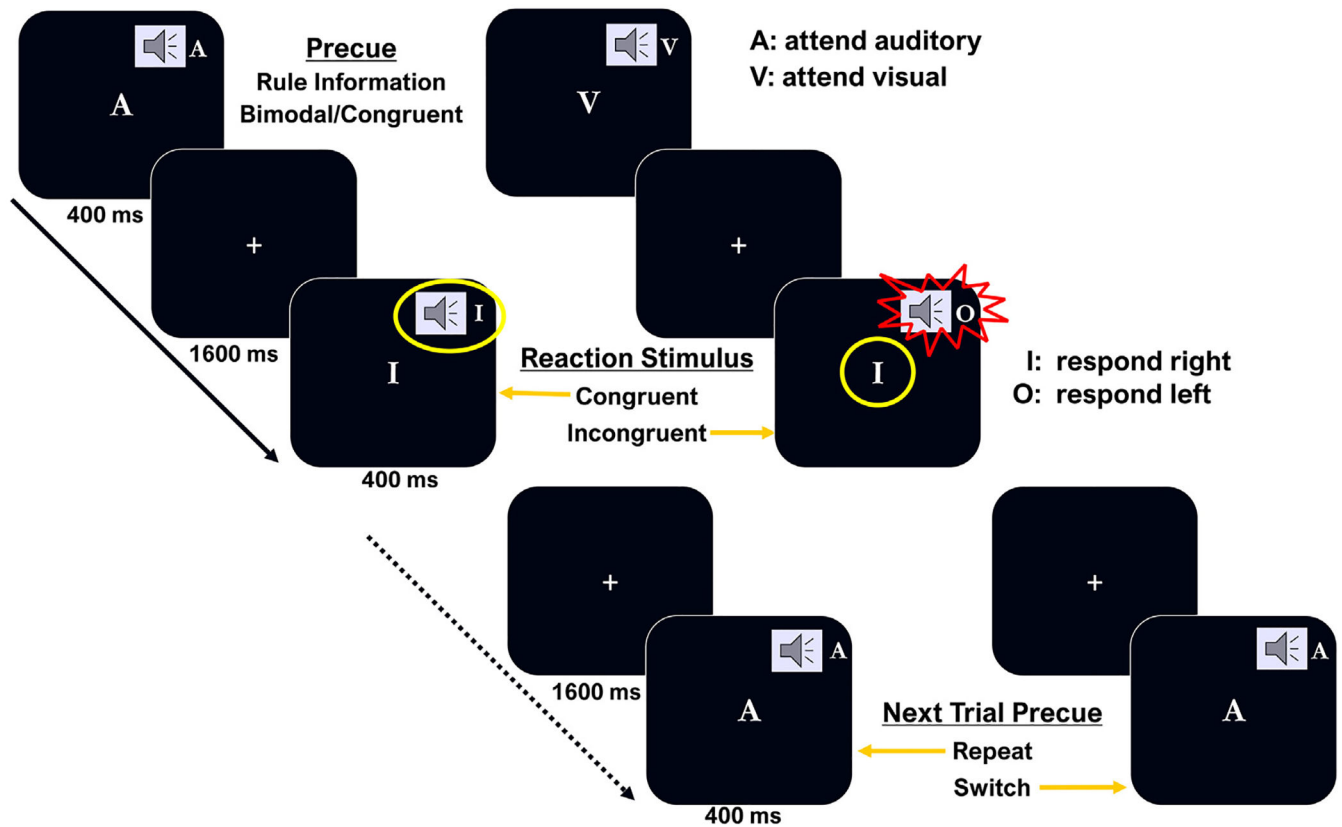 A
A
Precue
Rule Information
Bimodal/Congruent
V
V
A: attend auditory
V: attend visual
400 ms
+
+
1600 ms
I
I
Reaction Stimulus
Congruent
Incongruent
O
I
I: respond right
O: respond left
400 ms
+
+
1600 ms
A
A
Next Trial Precue
Repeat
Switch
A
A
400 ms